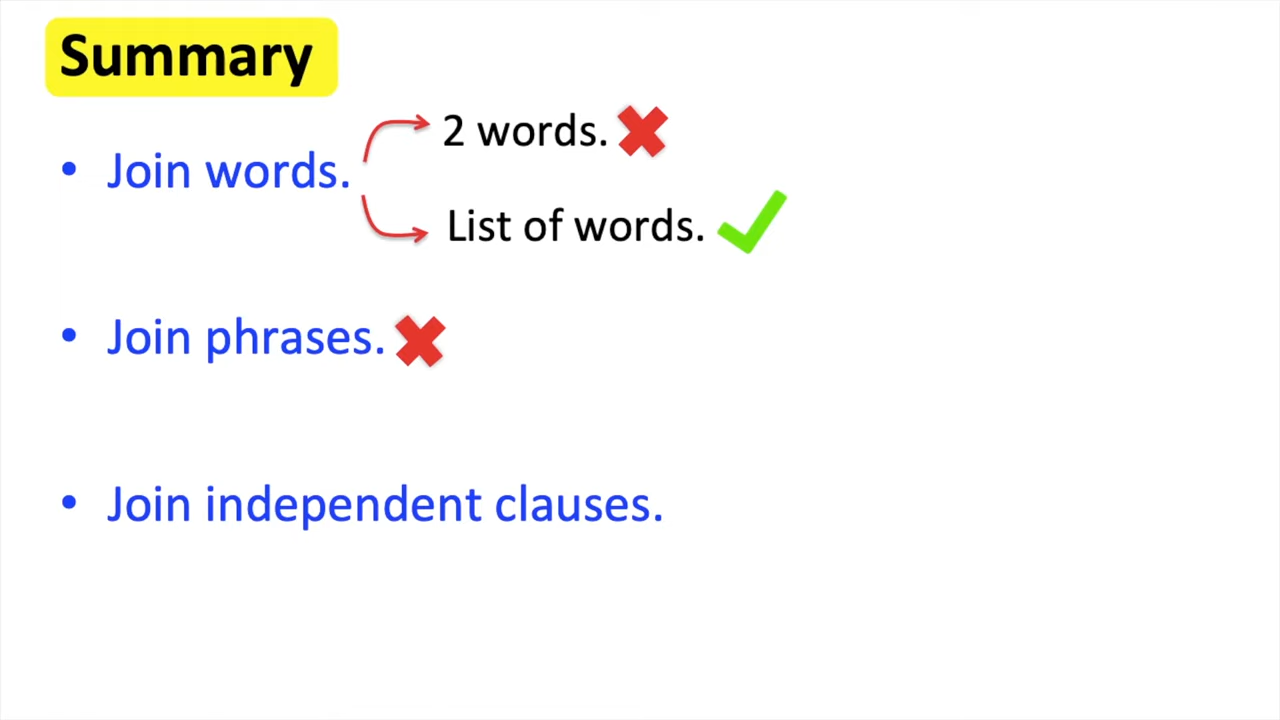 Summary
2 words.
• Join words.
List of words.
• Join phrases.
• Join independent clauses.